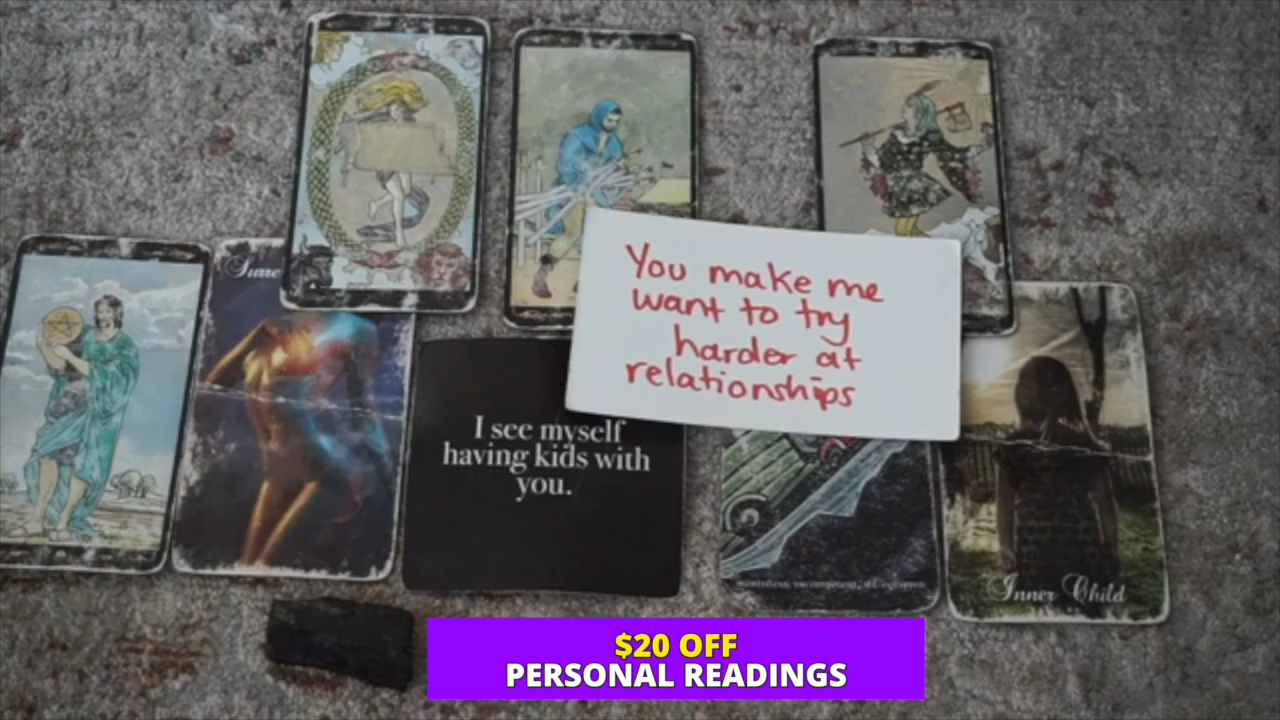 You make me
want to try
harder at
relationships
I see myself
having kids with
you.
Inner Child
$20 OFF
PERSONAL READINGS